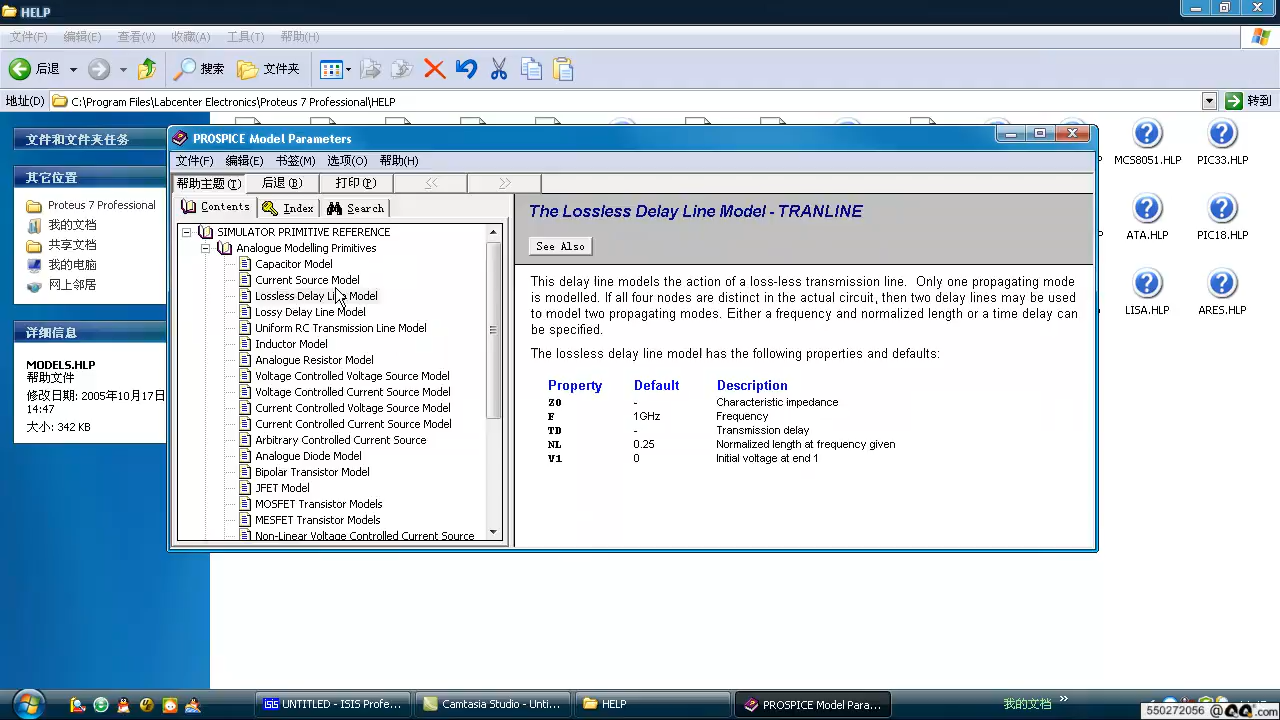 HELP
文件(F) 编辑(E) 查看(V) 收藏(A) 工具(T) 帮助(H)
后退 搜索 文件夹
地址(D) C:\Program Files\Labcenter Electronics\Proteus 7 Professional\HELP 转到
文件和文件夹任务
其它位置
Proteus 7 Professional
我的文档
共享文档
我的电脑
网上邻居
详细信息
MODELS.HLP
帮助文件
修改日期: 2005年10月17日
14:47
大小: 342 KB
PROSPICE Model Parameters
文件(F) 编辑(E) 书签(M) 选项(O) 帮助(H)
帮助主题(T) 后退(B) 打印(P) << >>
Contents Index Search
SIMULATOR PRIMITIVE REFERENCE
Analogue Modelling Primitives
Capacitor Model
Current Source Model
Lossless Delay Line Model
Lossy Delay Line Model
Uniform RC Transmission Line Model
Inductor Model
Analogue Resistor Model
Voltage Controlled Voltage Source Model
Voltage Controlled Current Source Model
Current Controlled Voltage Source Model
Current Controlled Current Source Model
Arbitrary Controlled Current Source
Analogue Diode Model
Bipolar Transistor Model
JFET Model
MOSFET Transistor Models
MESFET Transistor Models
Non-Linear Voltage Controlled Current Source
The Lossless Delay Line Model - TRANLINE
See Also
This delay line models the action of a loss-less transmission line. Only one propagating mode
is modelled. If all four nodes are distinct in the actual circuit, then two delay lines may be used
to model two propagating modes. Either a frequency and normalized length or a time delay can
be specified.
The lossless delay line model has the following properties and defaults:
Property Default Description
Z0 - Characteristic impedance
F 1GHz Frequency
TD - Transmission delay
NL 0.25 Normalized length at frequency given
V1 0 Initial voltage at end 1
MCS8051.HLP PIC33.HLP
ATA.HLP PIC18.HLP
LISA.HLP ARES.HLP
UNTITLED - ISIS Profe... Camtasia Studio - Unti... HELP PROSPICE Model Para... 我的文档 >>
550272056 @QQ.com